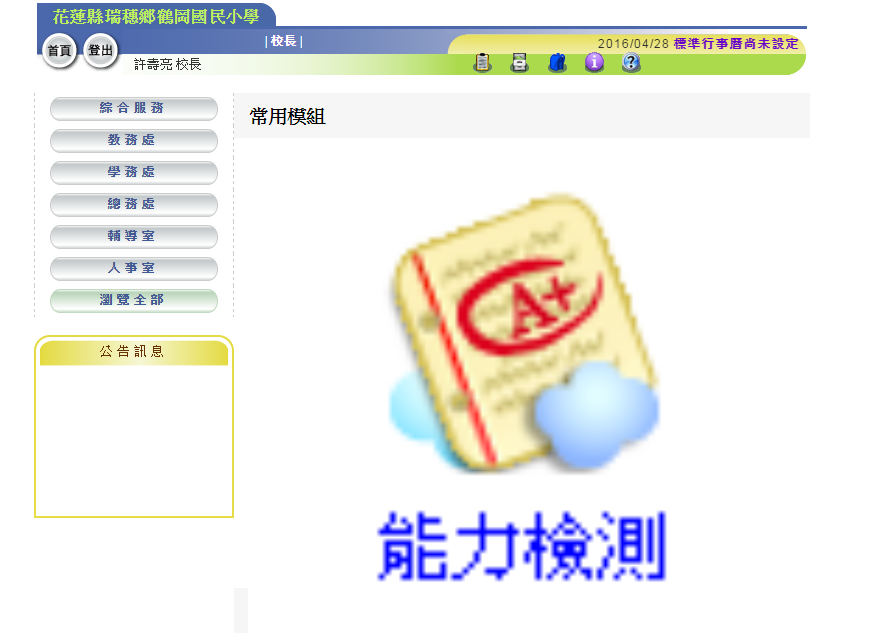 花蓮縣瑞穗鄉鶴岡國民小學
首頁 登出 | 校長 |
2016/04/28 標準行事曆尚未設定
許壽亮 校長
綜合服務
教務處
學務處
總務處
輔導室
人事室
瀏覽全部
公告訊息
常用模組
A+
能力檢測